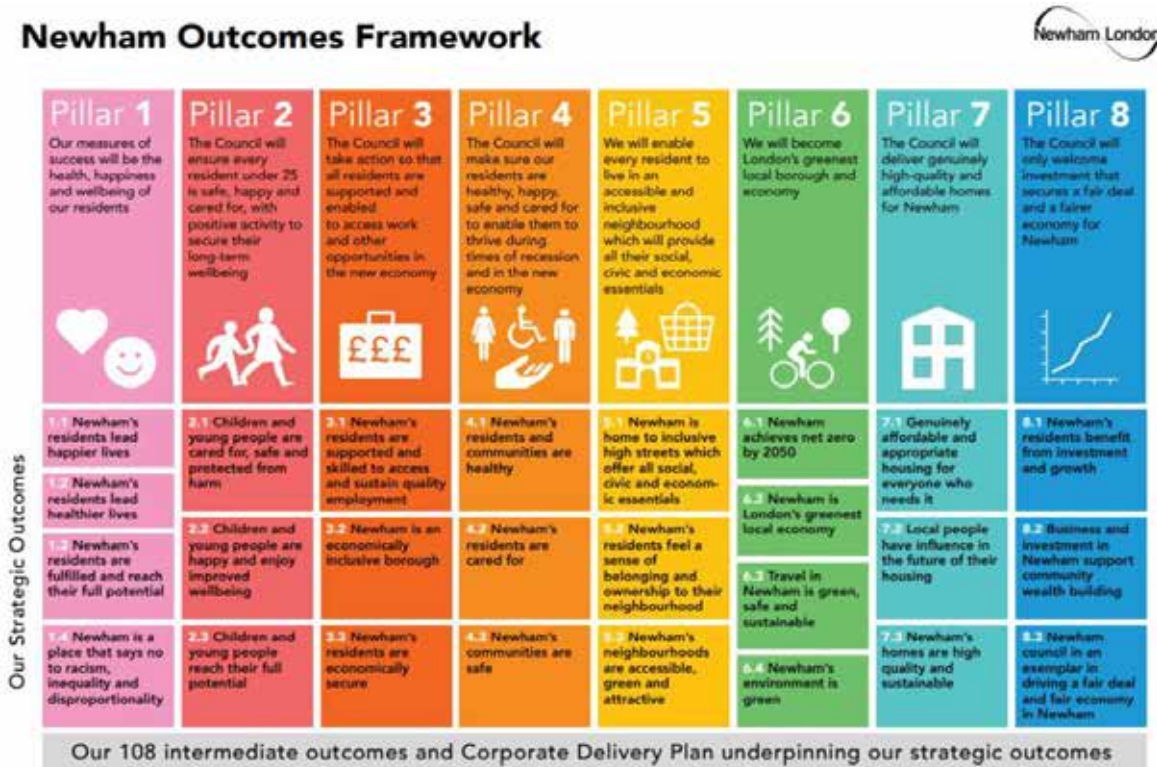 Newham Outcomes Framework
Newham London
Pillar 1
Our measures of
success will be the
health, happiness
and wellbeing of
our residents
Pillar 2
The Council will
ensure every
resident under 25
is safe, happy and
cared for, with
positive activity to
secure their
long-term
wellbeing
Pillar 3
The Council will
take action so that
all residents are
supported and
enabled
to access work
and other
opportunities in
the new economy
Pillar 4
The Council will
make sure our
residents are
healthy, happy,
safe and cared for
to enable them to
thrive during
times of recession
and in the new
economy
Pillar 5
We will enable
every resident to
live in an
accessible and
inclusive
neighbourhood
which will provide
all their social,
civic and economic
essentials
Pillar 6
We will become
London's greenest
local borough and
economy
Pillar 7
The Council will
deliver genuinely
high-quality and
affordable homes
for Newham
Pillar 8
The Council will
only welcome
investment that
secures a fair deal
and a fairer
economy for
Newham
£££
Our Strategic Outcomes
1.1 Newham's
residents lead
happier lives
1.2 Newham's
residents lead
healthier lives
1.3 Newham's
residents are
fulfilled and reach
their full potential
1.4 Newham is a
place that says no
to racism,
inequality and
disproportionality
2.1 Children and
young people are
cared for, safe and
protected from
harm
2.2 Children and
young people are
happy and enjoy
improved
wellbeing
2.3 Children and
young people
reach their full
potential
3.1 Newham's
residents are
supported and
skilled to access
and sustain quality
employment
3.2 Newham is an
economically
inclusive borough
3.3 Newham's
residents are
economically
secure
4.1 Newham's
residents and
communities are
healthy
4.2 Newham's
residents are
cared for
4.3 Newham's
communities are
safe
5.1 Newham is
home to inclusive
high streets which
offer all social,
civic and econom-
ic essentials
5.2 Newham's
residents feel a
sense of
belonging and
ownership to their
neighbourhood
5.3 Newham's
neighbourhoods
are accessible,
green and
attractive
6.1 Newham
achieves net zero
by 2050
6.2 Newham is
London's greenest
local economy
6.3 Travel in
Newham is green,
safe and
sustainable
6.4 Newham's
environment is
green
7.1 Genuinely
affordable and
appropriate
housing for
everyone who
needs it
7.2 Local people
have influence in
the future of their
housing
7.3 Newham's
homes are high
quality and
sustainable
8.1 Newham's
residents benefit
from investment
and growth
8.2 Business and
investment in
Newham support
community
wealth building
8.3 Newham
council in an
exemplar in
driving a fair deal
and fair economy
in Newham
Our 108 intermediate outcomes and Corporate Delivery Plan underpinning our strategic outcomes